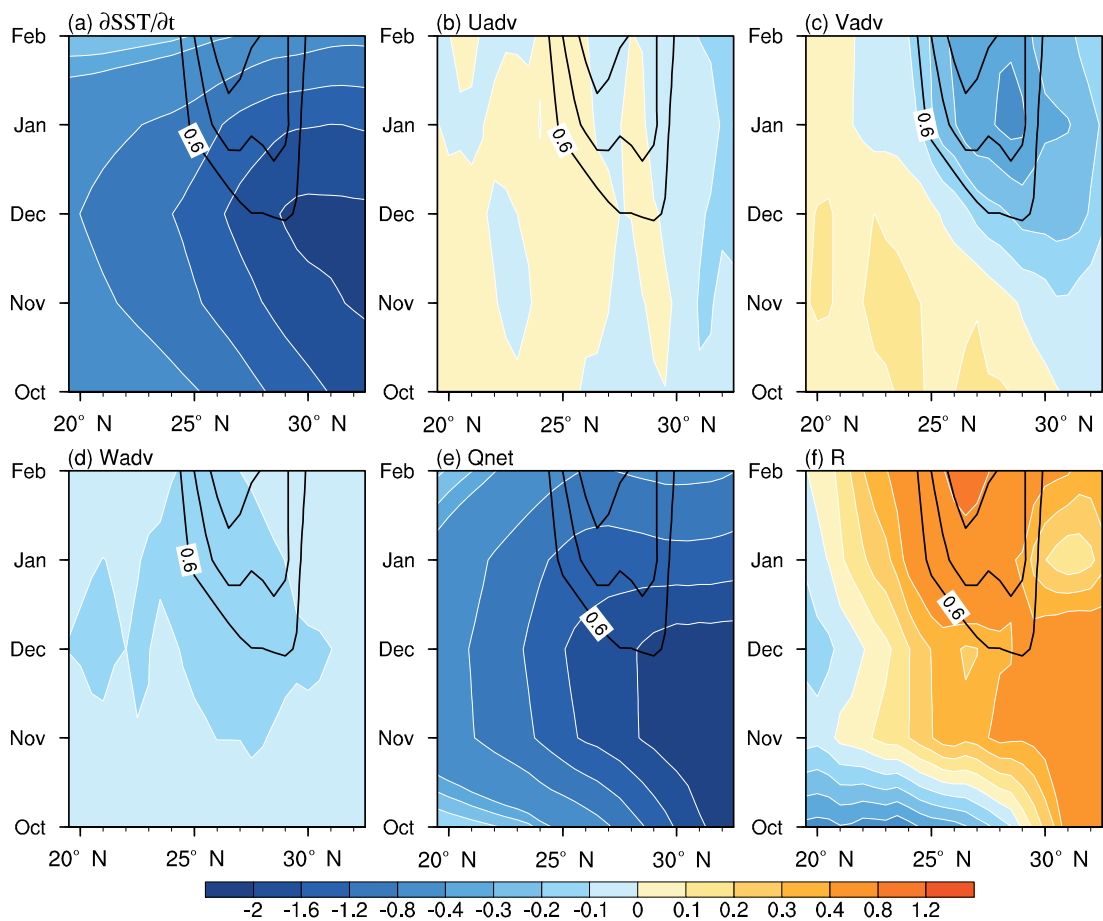 (a) ∂SST/∂t (b) Uadv (c) Vadv
Feb Feb Feb
Jan Jan Jan
0.6 0.6 0.6
Dec Dec Dec
Nov Nov Nov
Oct Oct Oct
20° N 25° N 30° N 20° N 25° N 30° N 20° N 25° N 30° N
(d) Wadv (e) Qnet (f) R
Feb Feb Feb
Jan Jan Jan
0.6 0.6 0.6
Dec Dec Dec
Nov Nov Nov
Oct Oct Oct
20° N 25° N 30° N 20° N 25° N 30° N 20° N 25° N 30° N
-2 -1.6 -1.2 -0.8 -0.4 -0.3 -0.2 -0.1 0 0.1 0.2 0.3 0.4 0.8 1.2